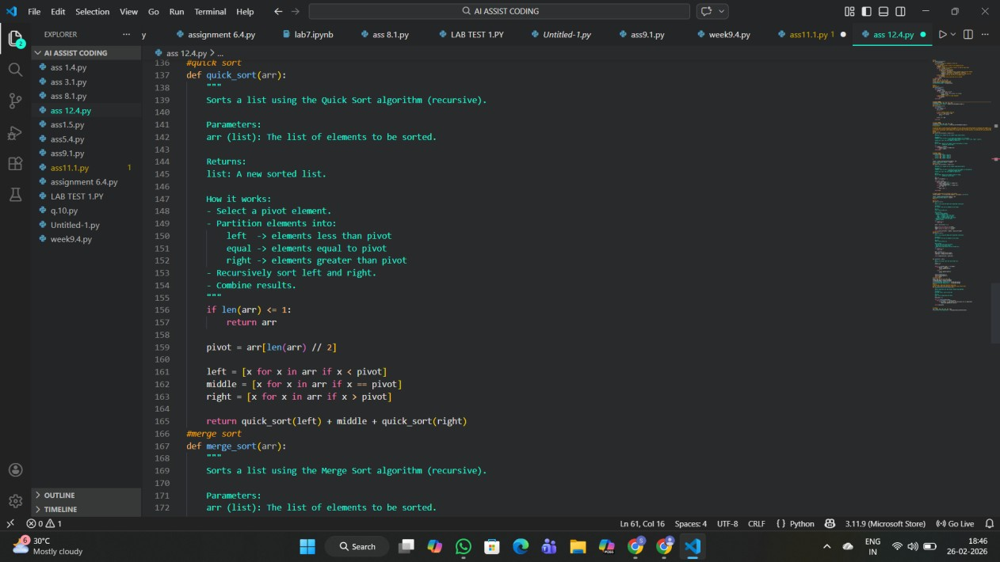 File Edit Selection View Go Run Terminal Help
AI ASSIST CODING
EXPLORER
y
assignment 6.4.py
lab7.ipynb
ass 8.1.py
LAB TEST 1.PY
Untitled-1.py
ass9.1.py
week9.4.py
ass11.1.py 1
ass 12.4.py
2
AI ASSIST CODING
ass 1.4.py
ass 3.1.py
ass 8.1.py
ass 12.4.py
ass1.5.py
ass5.4.py
ass9.1.py
ass11.1.py 1
assignment 6.4.py
LAB TEST 1.PY
q.10.py
Untitled-1.py
week9.4.py
OUTLINE
TIMELINE
ass 12.4.py > ...
136 #quick sort
137 def quick_sort(arr):
138 """
139 Sorts a list using the Quick Sort algorithm (recursive).
140
141 Parameters:
142 arr (list): The list of elements to be sorted.
143
144 Returns:
145 list: A new sorted list.
146
147 How it works:
148 - Select a pivot element.
149 - Partition elements into:
150 left -> elements less than pivot
151 equal -> elements equal to pivot
152 right -> elements greater than pivot
153 - Recursively sort left and right.
154 - Combine results.
155 """
156 if len(arr) <= 1:
157 return arr
158
159 pivot = arr[len(arr) // 2]
160
161 left = [x for x in arr if x < pivot]
162 middle = [x for x in arr if x == pivot]
163 right = [x for x in arr if x > pivot]
164
165 return quick_sort(left) + middle + quick_sort(right)
166 #merge sort
167 def merge_sort(arr):
168 """
169 Sorts a list using the Merge Sort algorithm (recursive).
170
171 Parameters:
172 arr (list): The list of elements to be sorted.
0 1
Ln 61, Col 16 Spaces: 4 UTF-8 CRLF { } Python 3.11.9 (Microsoft Store) Go Live
6
30°C
Mostly cloudy
Search
ENG
IN
18:46
26-02-2026